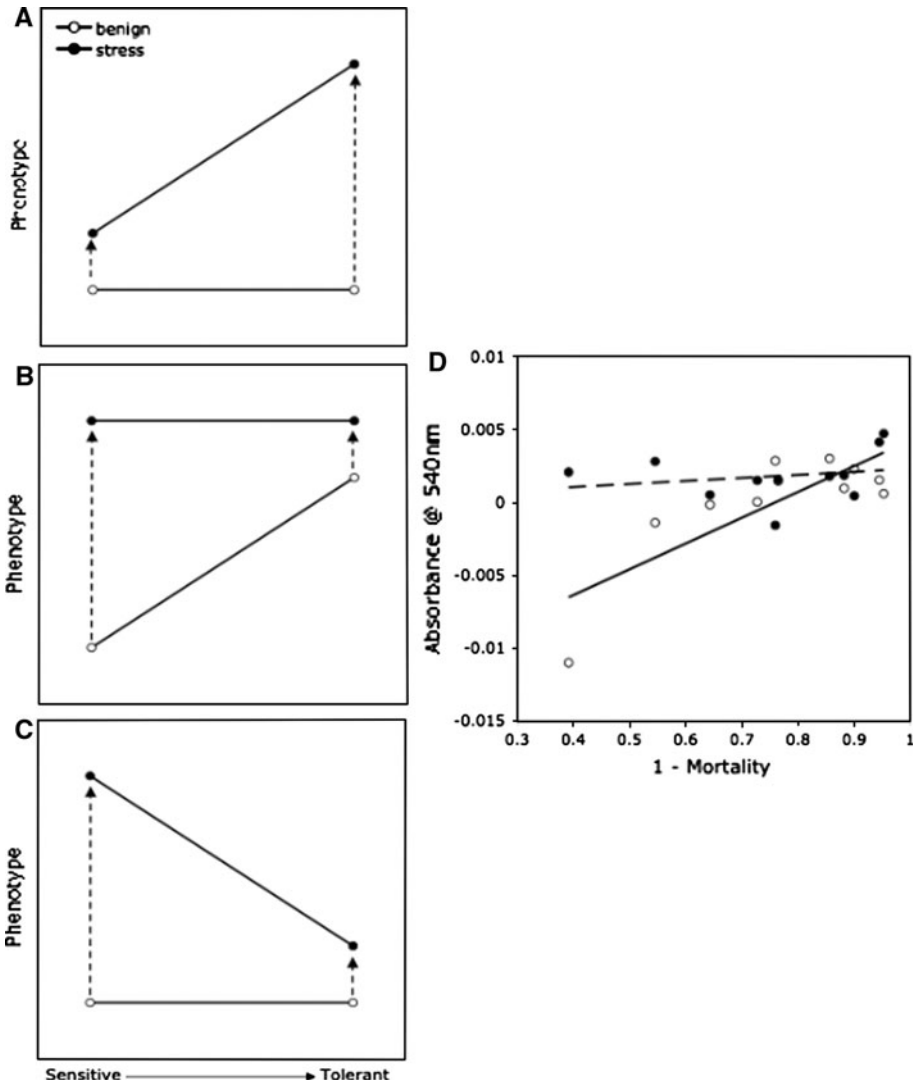 A
benign
stress
Phenotype
B
Phenotype
C
Phenotype
Sensitive
Tolerant
D
0.01
0.005
0
-0.005
-0.01
-0.015
Absorbance @ 540nm
0.3 0.4 0.5 0.6 0.7 0.8 0.9 1
1 - Mortality